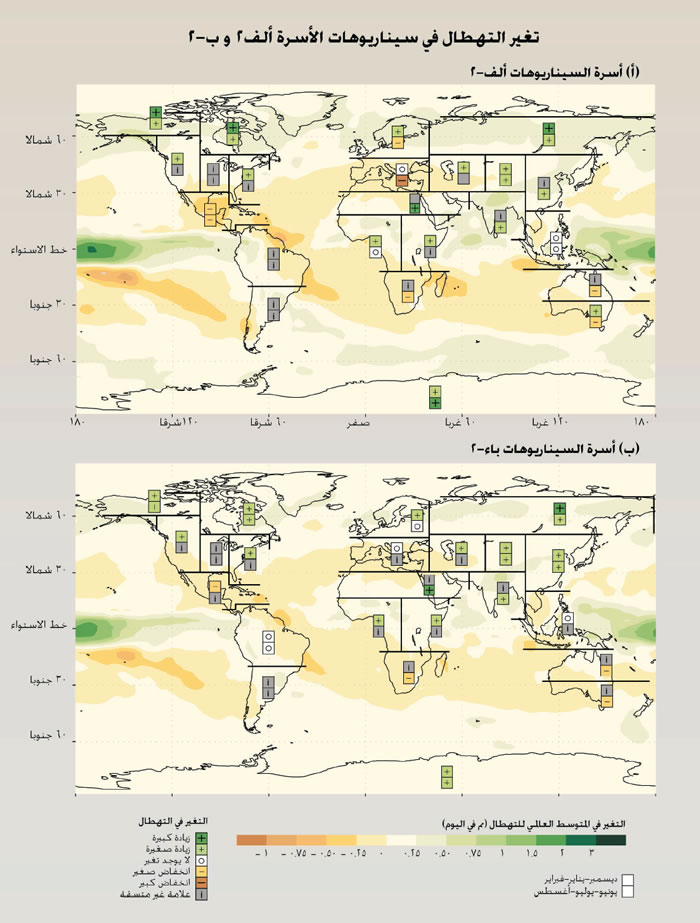 تغير التهطال في سيناريوهات الأسرة ألف٢ و ب-٢
(أ) أسرة السيناريوهات ألف-٢
٦٠ شمالا
٣٠ شمالا
خط الاستواء
٣٠ جنوبا
٦٠ جنوبا
١٨٠ ١٢٠شرقا ٦٠ شرقا صفر ٦٠ غربا ١٢٠ غربا ١٨٠
(ب) أسرة السيناريوهات باء-٢
٦٠ شمالا
٣٠ شمالا
خط الاستواء
٣٠ جنوبا
٦٠ جنوبا
التغير في التهطال
زيادة كبيرة
زيادة صغيرة
لا يوجد تغير
انخفاض صغير
انخفاض كبير
علامة غير متسقة
التغير في المتوسط العالمي للتهطال (مم في اليوم)
١ - ٠.٧٥ - ٠.٥٠ - ٠.٢٥ - ٠ ٠.٢٥ ٠.٥٠ ٠.٧٥ ١ ١.٥ ٢ ٣
ديسمبر-يناير-فبراير
يونيو-يوليو-أغسطس